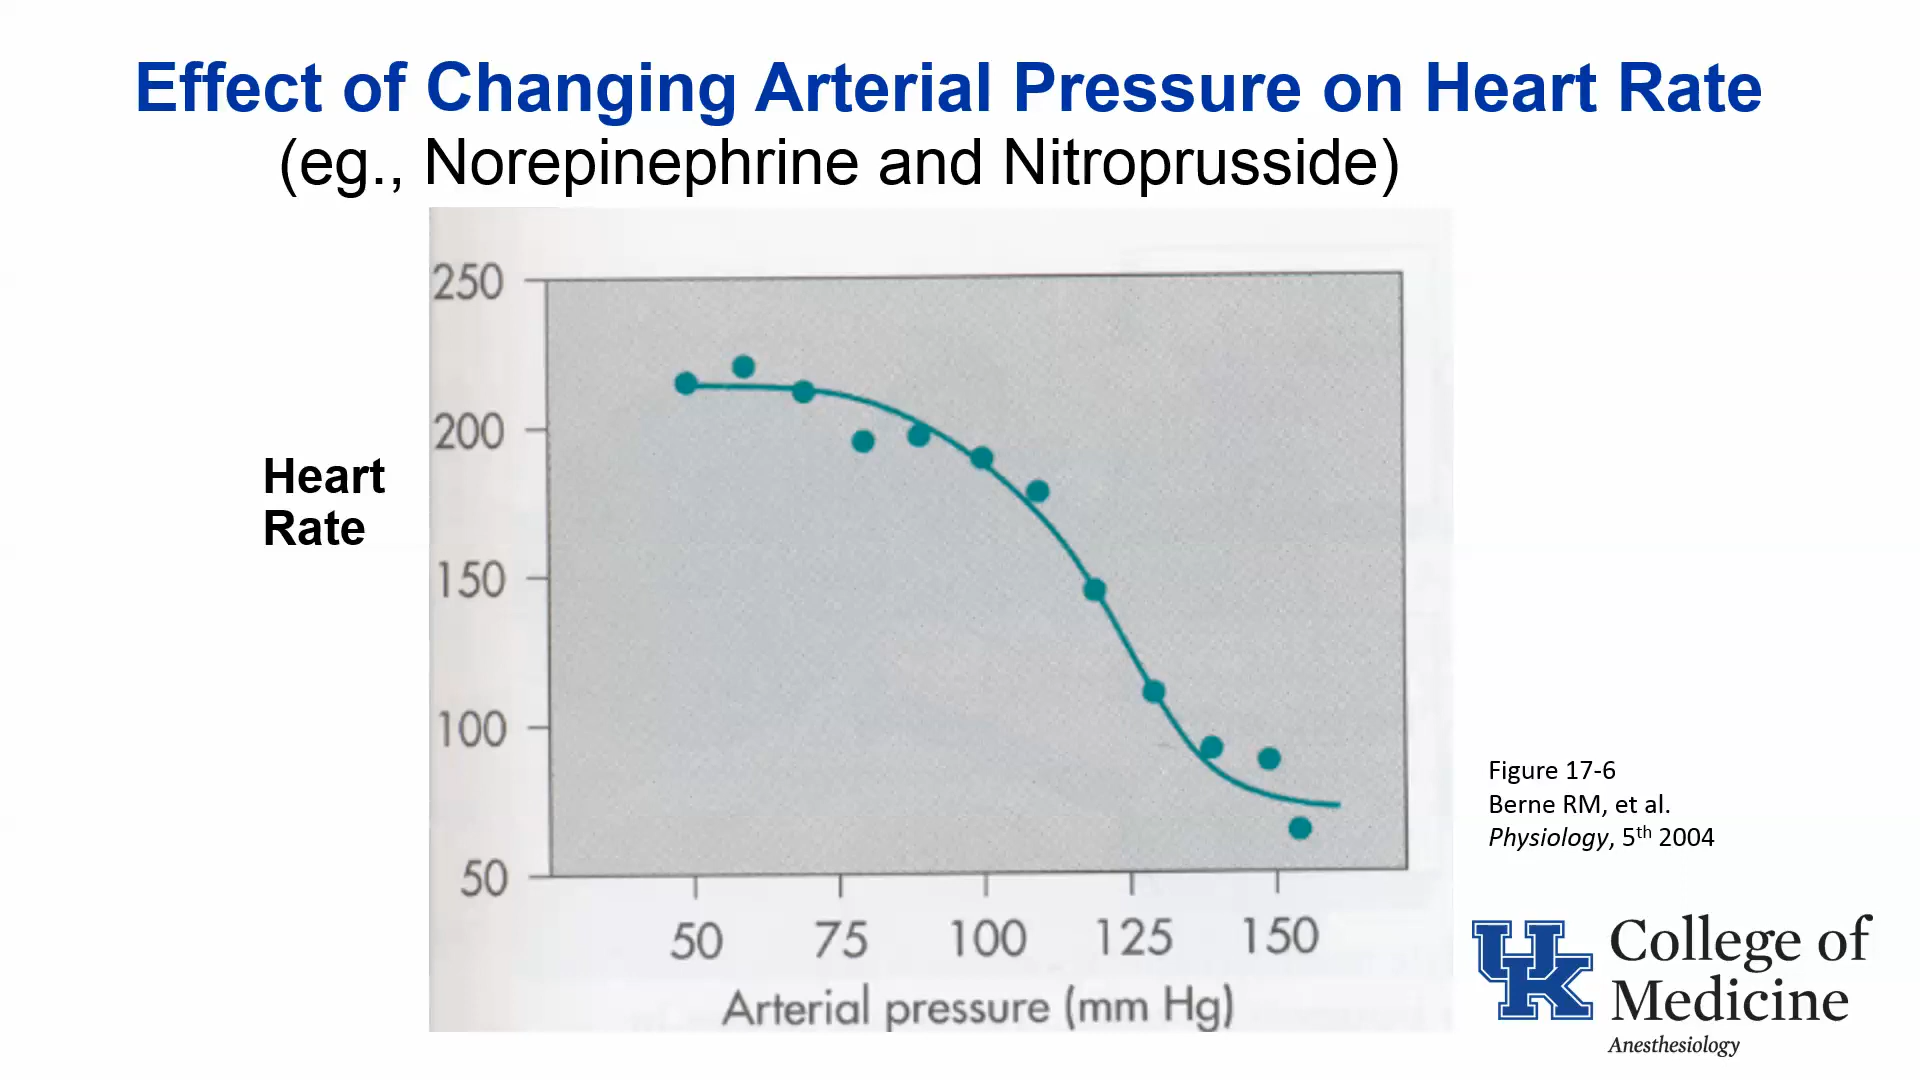 Effect of Changing Arterial Pressure on Heart Rate
(eg., Norepinephrine and Nitroprusside)
250
200
150
100
50
Heart
Rate
50 75 100 125 150
Arterial pressure (mm Hg)
Figure 17-6
Berne RM, et al.
Physiology, 5th 2004
UK
College of
Medicine
Anesthesiology